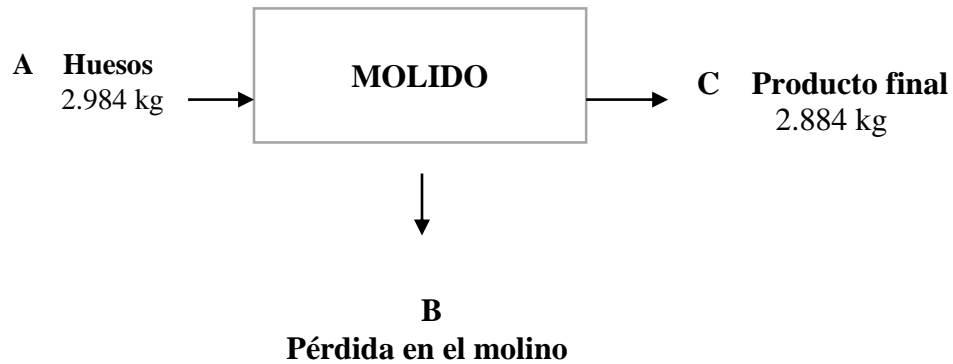 A Huesos
2.984 kg
MOLIDO
C Producto final
2.884 kg
B
Pérdida en el molino